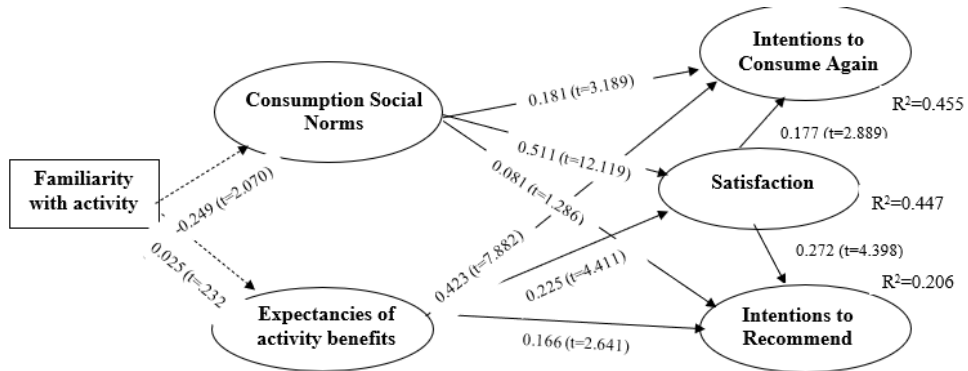 Intentions to
Consume Again
R²=0.455
0.181 (t=3.189)
Consumption Social
Norms
0.177 (t=2.889)
0.511 (t=12.119)
Familiarity
with activity
-0.249 (t=2.070)
0.081 (t=1.286)
Satisfaction
R²=0.447
0.025 (t=.232
0.423 (t=7.882)
0.225 (t=4.411)
0.272 (t=4.398)
R²=0.206
Expectancies of
activity benefits
0.166 (t=2.641)
Intentions to
Recommend